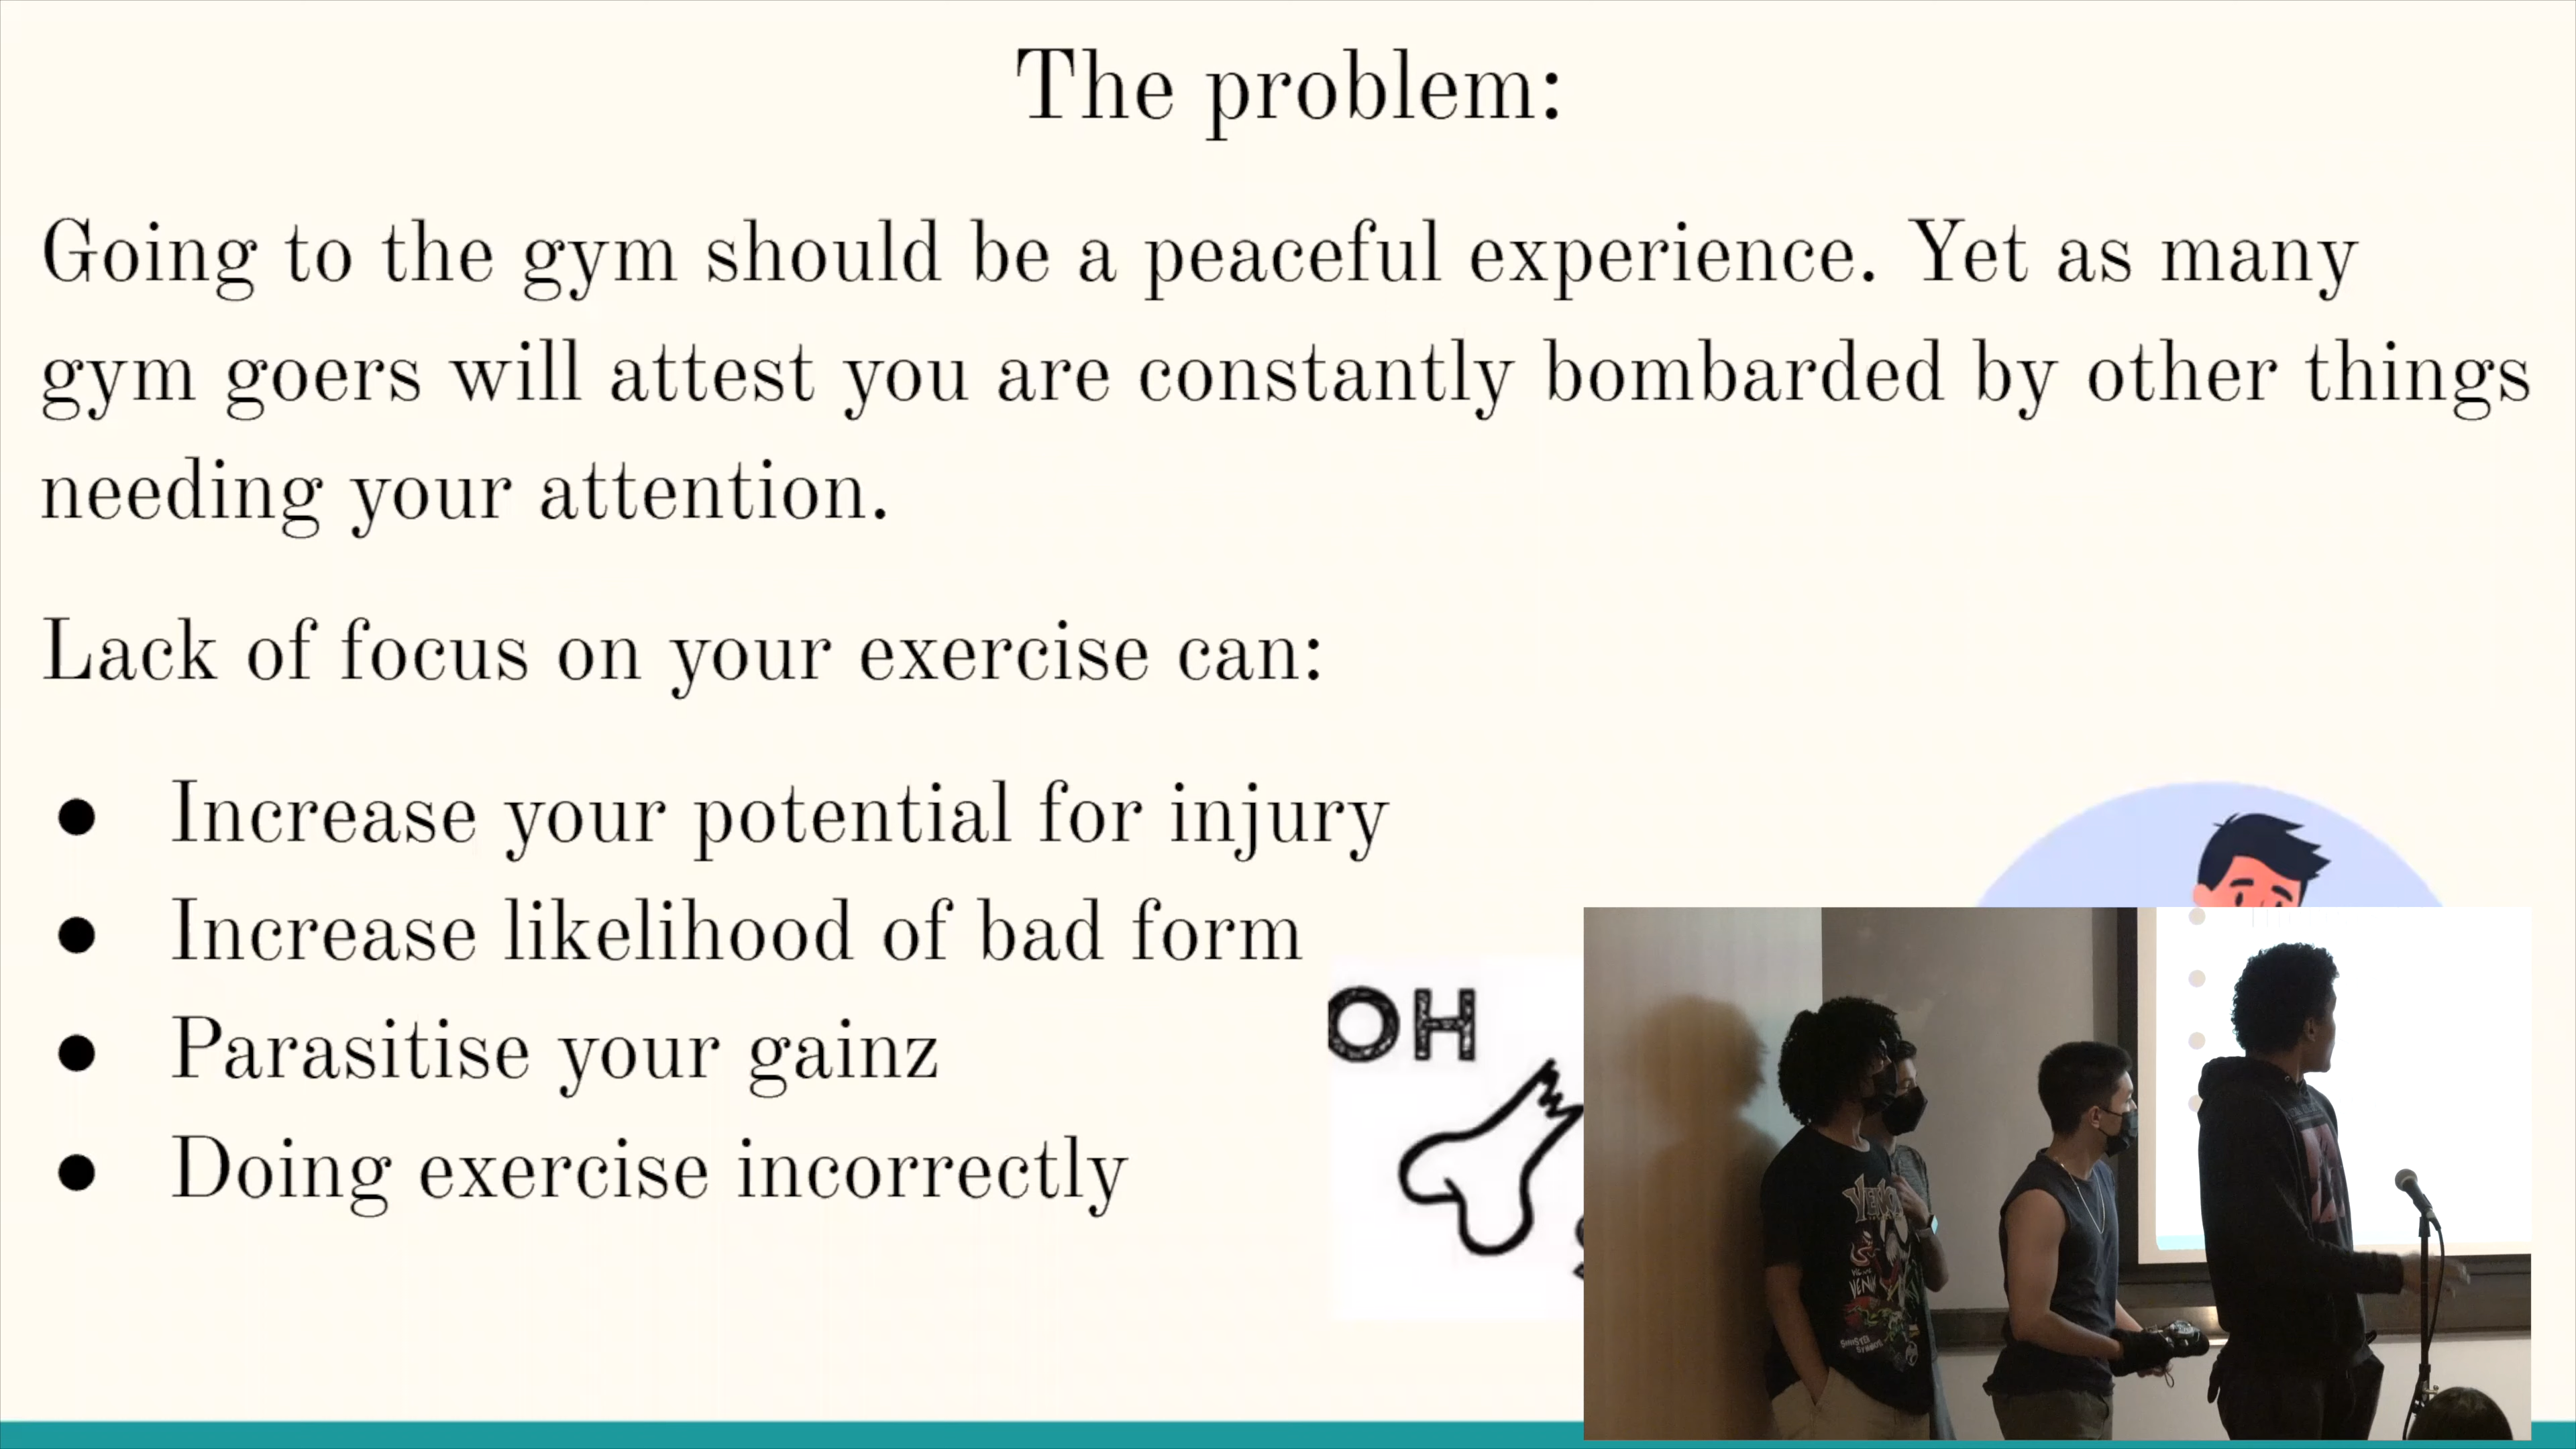 The problem:
Going to the gym should be a peaceful experience. Yet as many
gym goers will attest you are constantly bombarded by other things
needing your attention.
Lack of focus on your exercise can:
● Increase your potential for injury
● Increase likelihood of bad form
● Parasitise your gainz
● Doing exercise incorrectly
OH